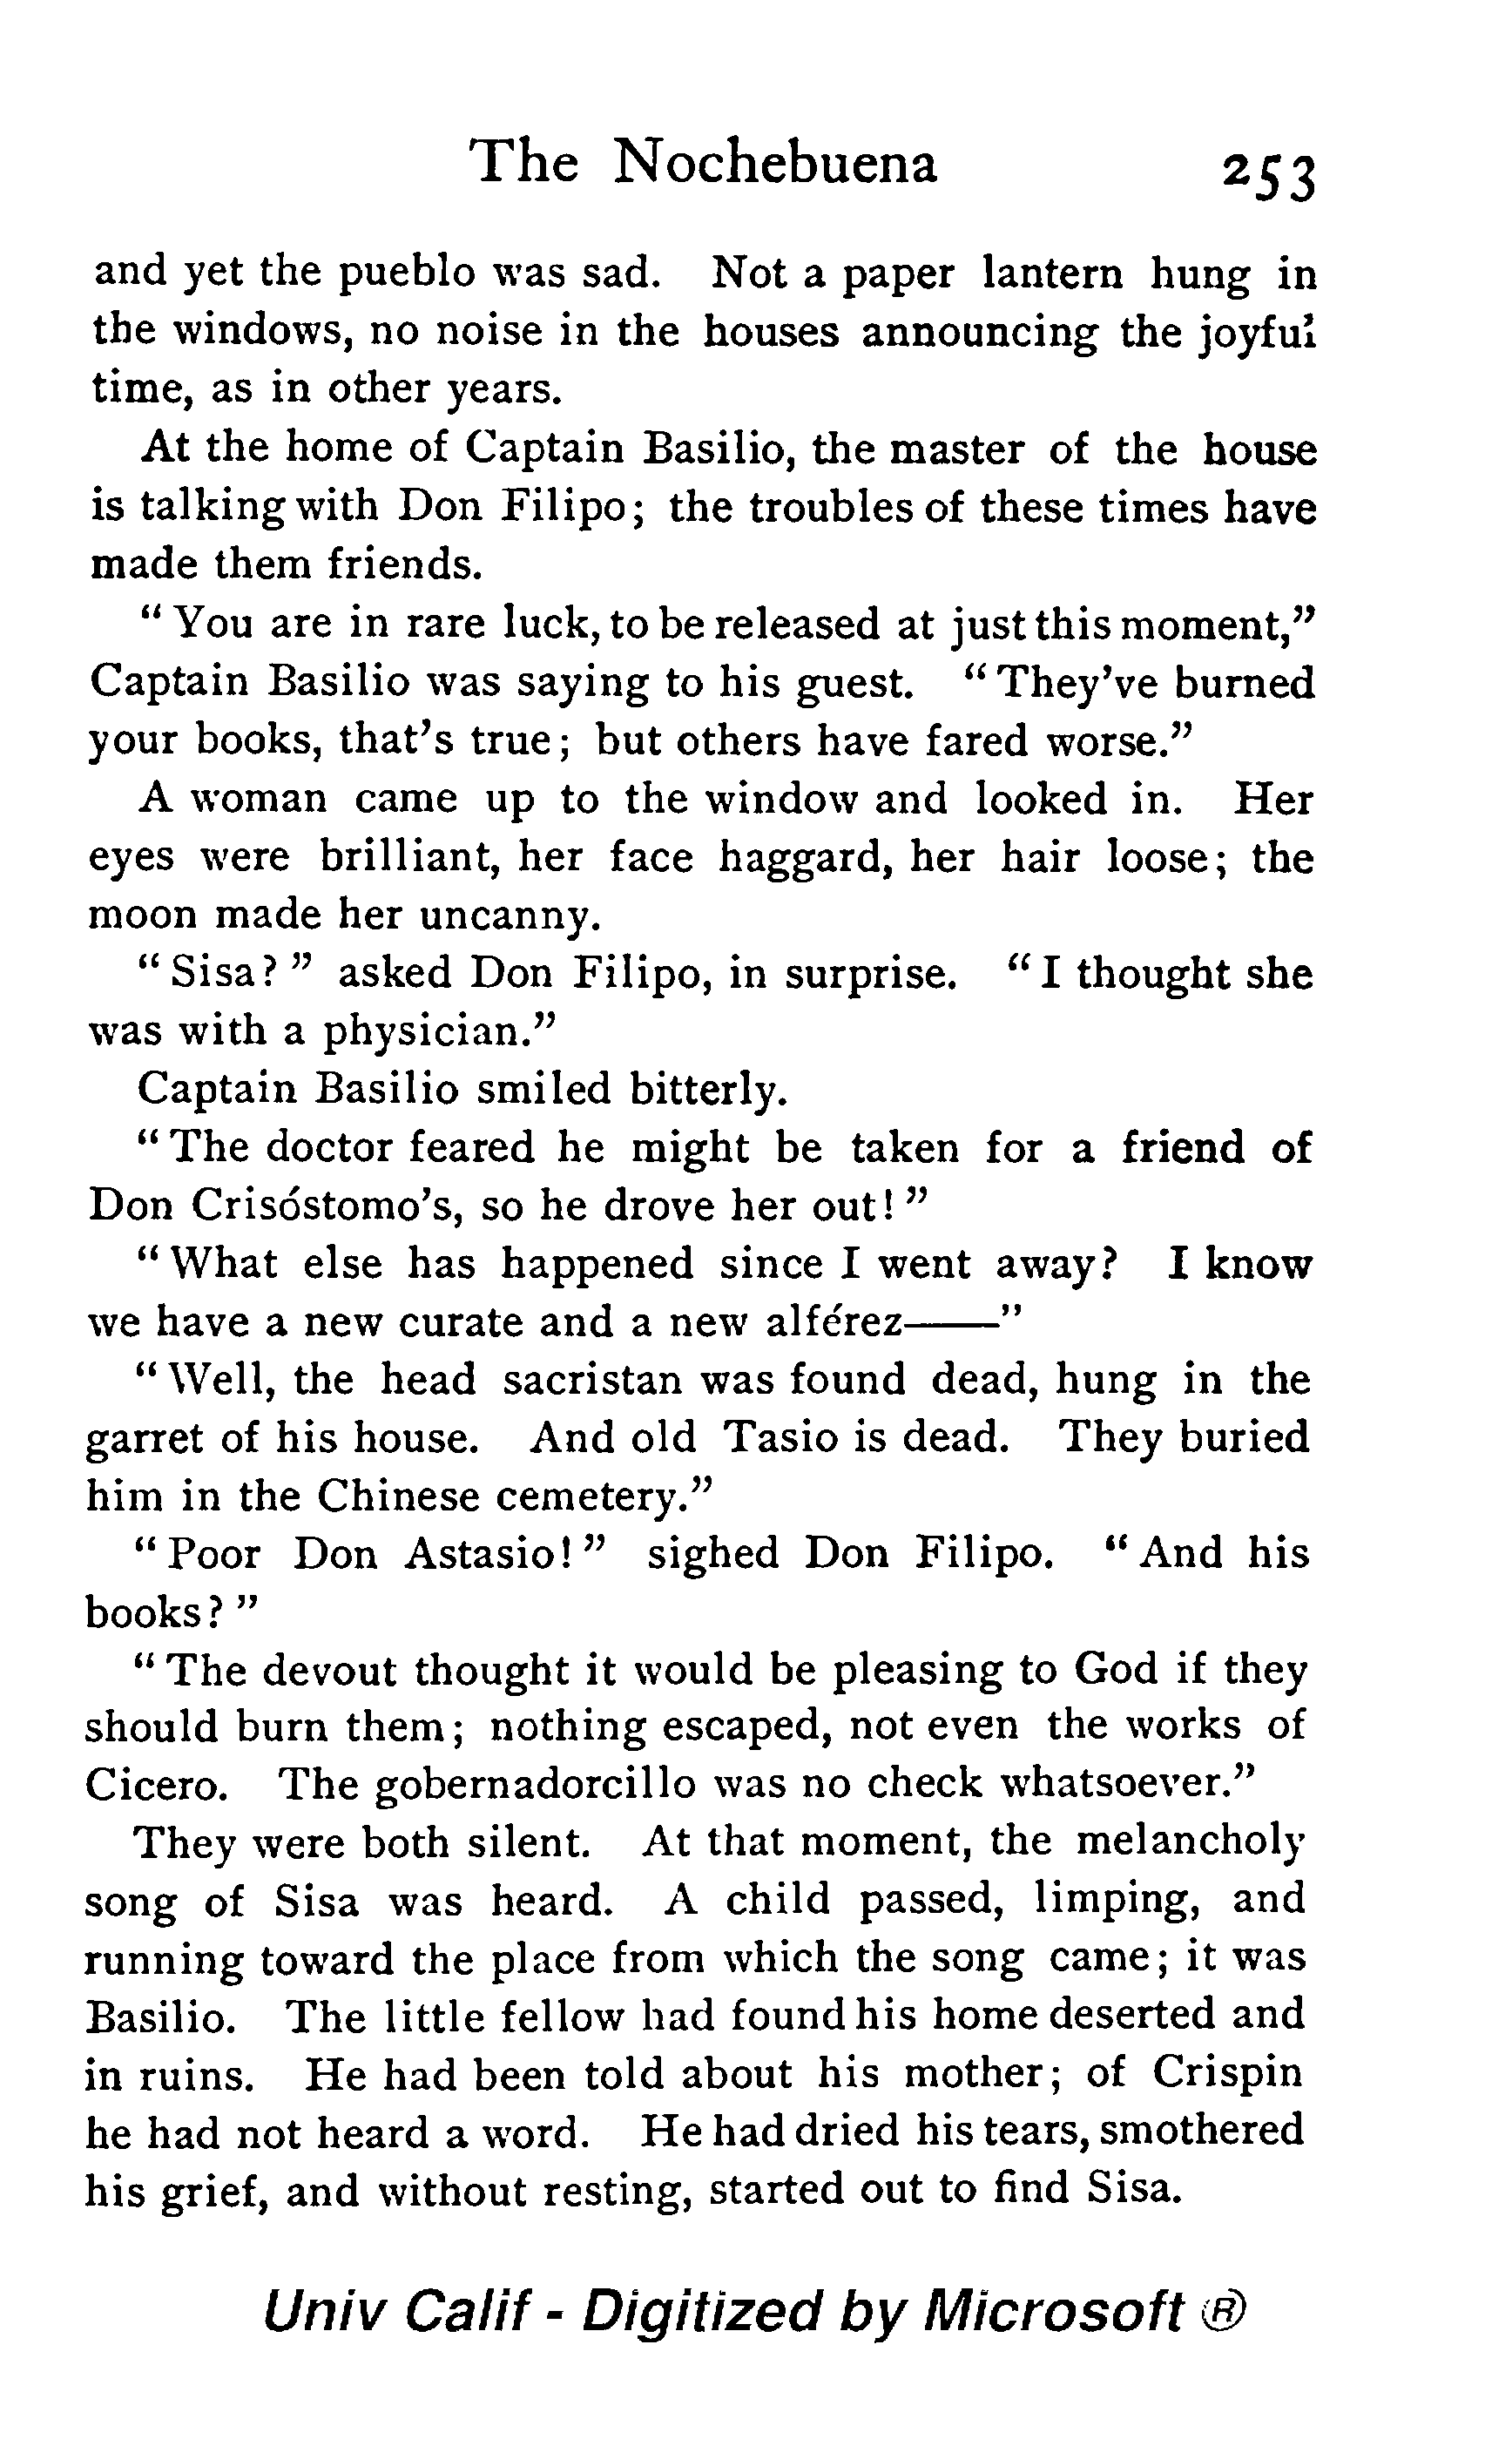 The Nochebuena 253
and yet the pueblo was sad. Not a paper lantern hung in
the windows, no noise in the houses announcing the joyful
time, as in other years.
At the home of Captain Basilio, the master of the house
is talking with Don Filipo; the troubles of these times have
made them friends.
"You are in rare luck, to be released at just this moment,"
Captain Basilio was saying to his guest. "They've burned
your books, that's true; but others have fared worse."
A woman came up to the window and looked in. Her
eyes were brilliant, her face haggard, her hair loose; the
moon made her uncanny.
"Sisa?" asked Don Filipo, in surprise. "I thought she
was with a physician."
Captain Basilio smiled bitterly.
"The doctor feared he might be taken for a friend of
Don Crisóstomo's, so he drove her out!"
"What else has happened since I went away? I know
we have a new curate and a new alférez——"
"Well, the head sacristan was found dead, hung in the
garret of his house. And old Tasio is dead. They buried
him in the Chinese cemetery."
"Poor Don Astasio!" sighed Don Filipo. "And his
books?"
"The devout thought it would be pleasing to God if they
should burn them; nothing escaped, not even the works of
Cicero. The gobernadorcillo was no check whatsoever."
They were both silent. At that moment, the melancholy
song of Sisa was heard. A child passed, limping, and
running toward the place from which the song came; it was
Basilio. The little fellow had found his home deserted and
in ruins. He had been told about his mother; of Crispin
he had not heard a word. He had dried his tears, smothered
his grief, and without resting, started out to find Sisa.
Univ Calif - Digitized by Microsoft ®